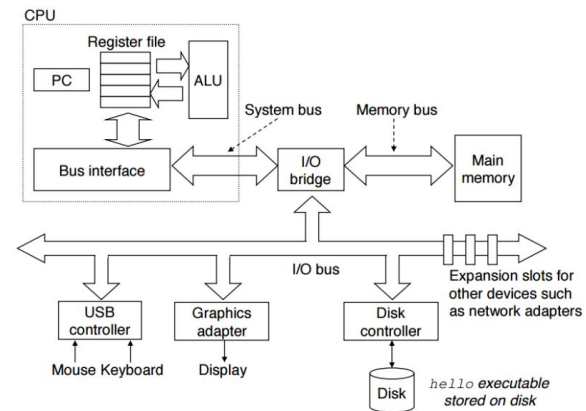 CPU
Register file
PC
ALU
System bus
Memory bus
Bus interface
I/O
bridge
Main
memory
I/O bus
Expansion slots for
other devices such
as network adapters
USB
controller
Graphics
adapter
Disk
controller
Mouse Keyboard
Display
Disk
hello executable
stored on disk